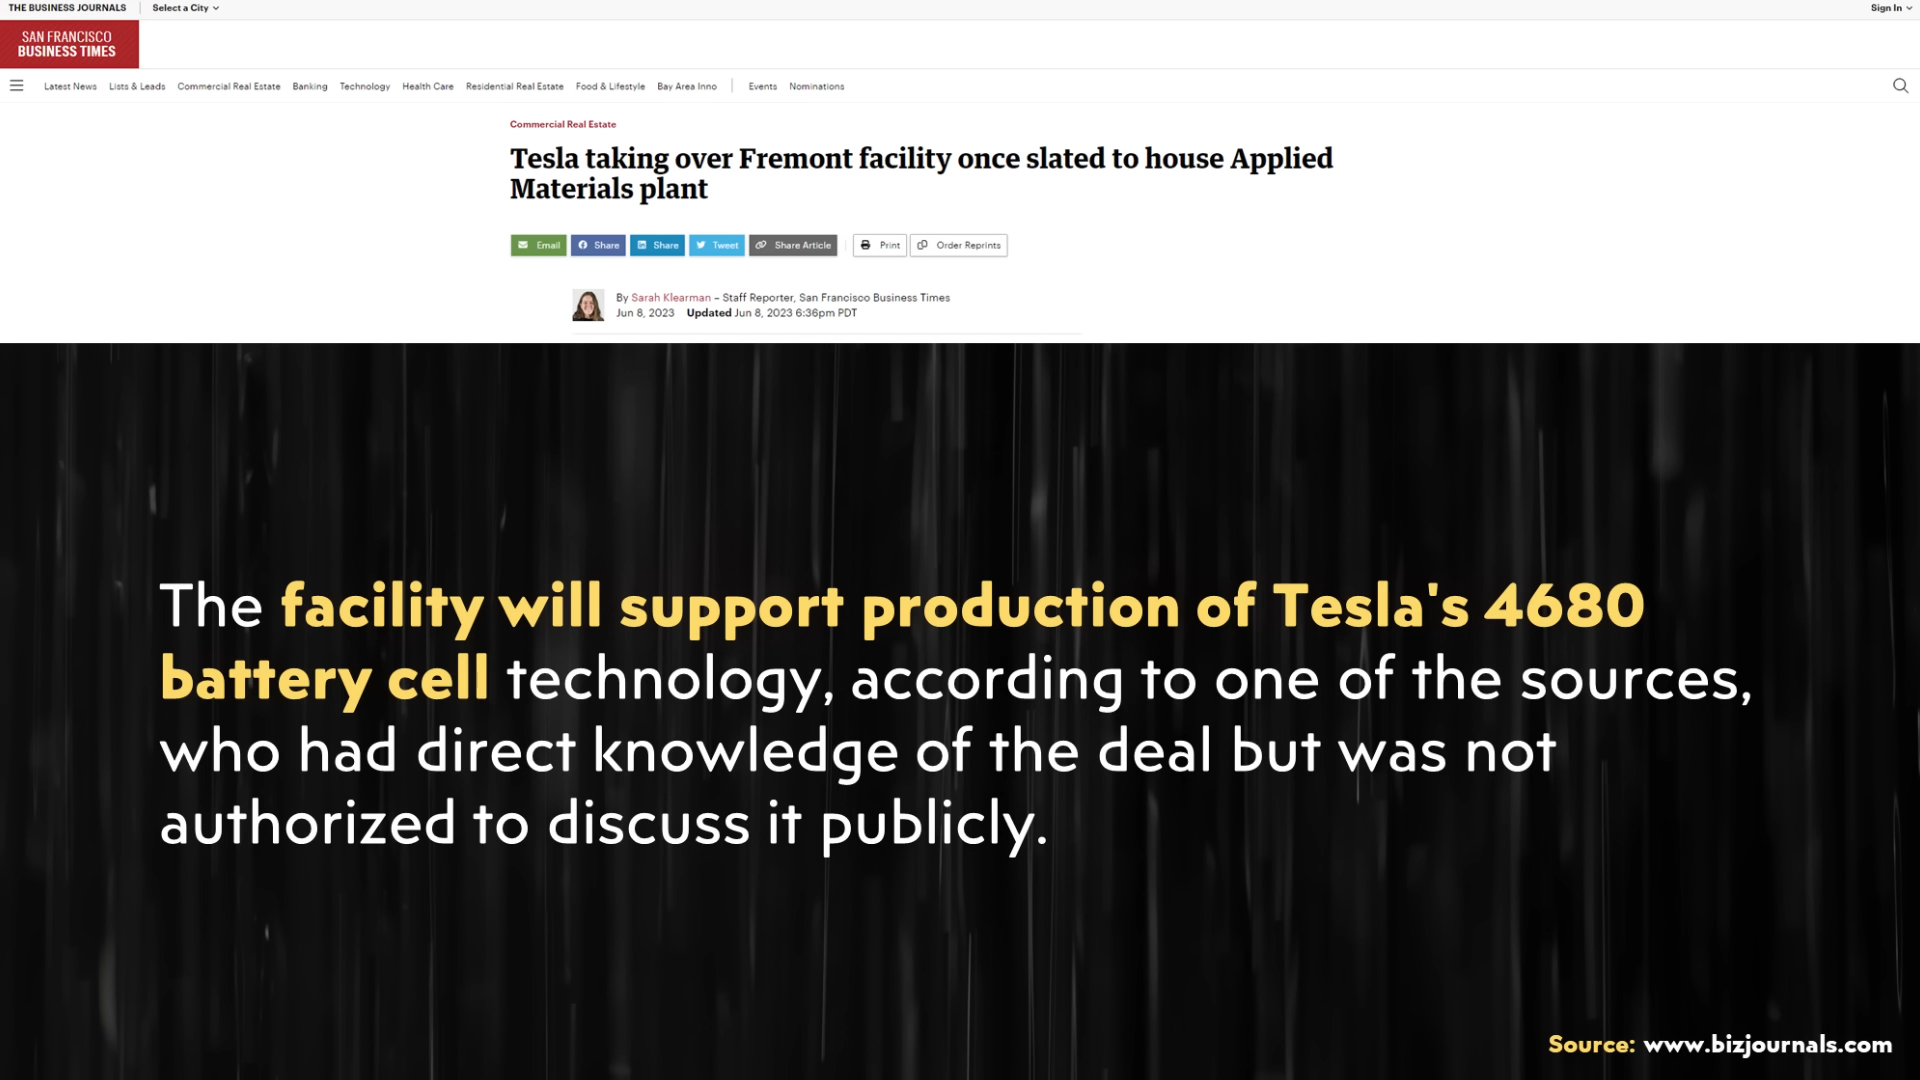 THE BUSINESS JOURNALS
Select a City
Sign In
SAN FRANCISCO
BUSINESS TIMES
Latest News
Lists & Leads
Commercial Real Estate
Banking
Technology
Health Care
Residential Real Estate
Food & Lifestyle
Bay Area Inno
Events
Nominations
Commercial Real Estate
Tesla taking over Fremont facility once slated to house Applied
Materials plant
Email
Share
Share
Tweet
Share Article
Print
Order Reprints
By Sarah Klearman – Staff Reporter, San Francisco Business Times
Jun 8, 2023 Updated Jun 8, 2023 6:36pm PDT
The facility will support production of Tesla's 4680
battery cell technology, according to one of the sources,
who had direct knowledge of the deal but was not
authorized to discuss it publicly.
Source: www.bizjournals.com